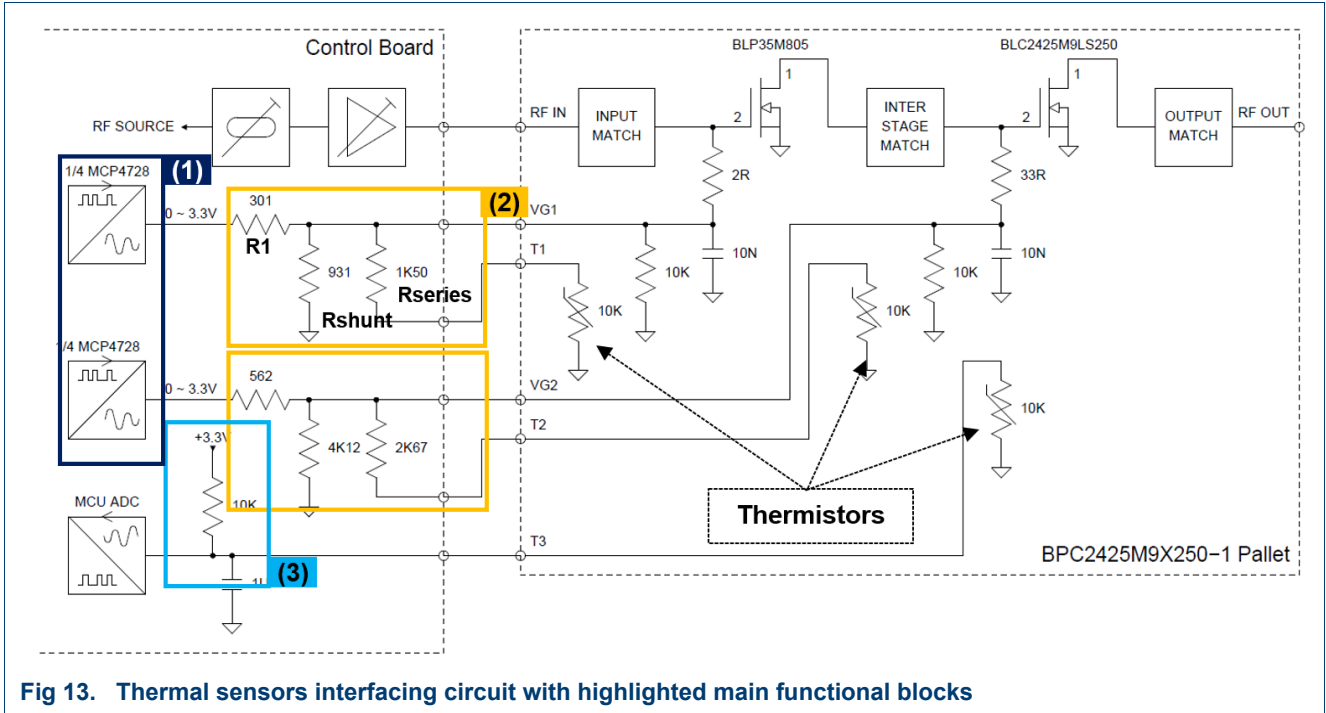 Control Board
BLP35M805
BLC2425M9LS250
1
1
RF SOURCE
RF IN
INPUT
MATCH
2
INTER
STAGE
MATCH
2
OUTPUT
MATCH
RF OUT
1/4 MCP4728
(1)
2R
33R
0 ~ 3.3V
301
(2)
VG1
R1
T1
931
1K50
10K
10N
10K
10N
Rseries
Rshunt
10K
10K
1/4 MCP4728
0 ~ 3.3V
562
VG2
10K
+3.3V
4K12
2K67
T2
MCU ADC
10K
Thermistors
T3
(3)
BPC2425M9X250-1 Pallet
Fig 13. Thermal sensors interfacing circuit with highlighted main functional blocks